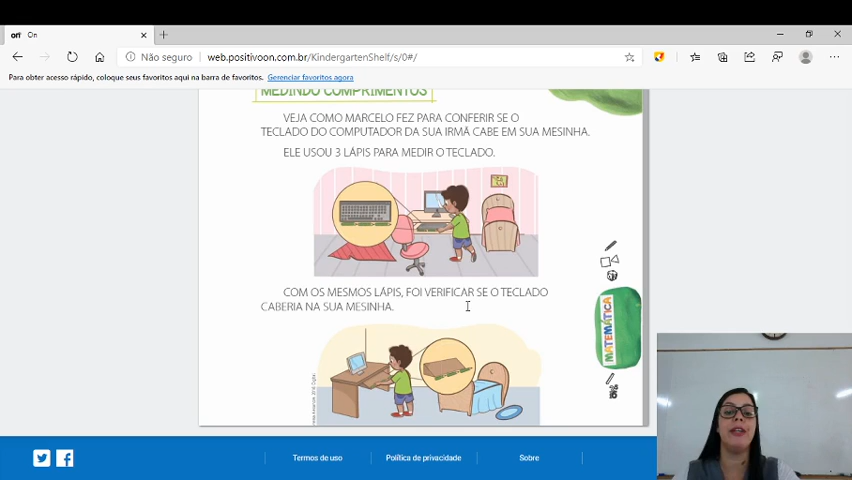 on On
Não seguro web.positivoon.com.br/KindergartenShelf/s/0#/
Para obter acesso rápido, coloque seus favoritos aqui na barra de favoritos. Gerenciar favoritos agora
MEDINDO COMPRIMENTOS
VEJA COMO MARCELO FEZ PARA CONFERIR SE O
TECLADO DO COMPUTADOR DA SUA IRMÃ CABE EM SUA MESINHA.
ELE USOU 3 LÁPIS PARA MEDIR O TECLADO.
COM OS MESMOS LÁPIS, FOI VERIFICAR SE O TECLADO
CABERIA NA SUA MESINHA.
MATEMÁTICA
Termos de uso
Política de privacidade
Sobre